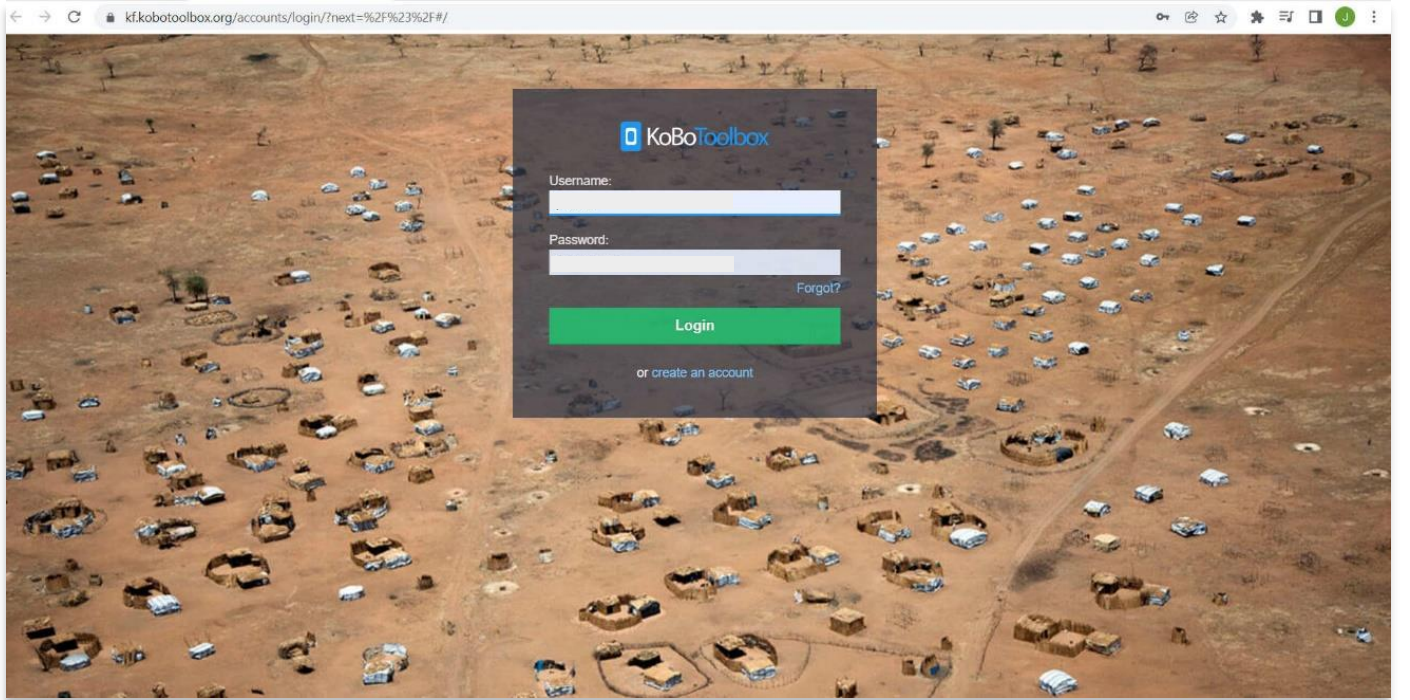 kf.kobotoolbox.org/accounts/login/?next=%2F%23%2F#/
J
KoBoToolbox
Username:
Password:
Forgot?
Login
or create an account